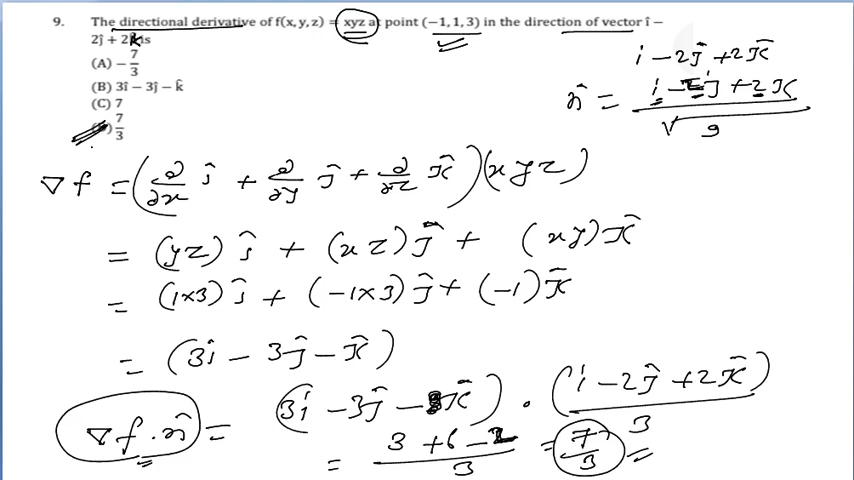 9. The directional derivative of f(x, y, z) = xyz at point (−1, 1, 3) in the direction of vector î −
2ĵ + 2k̂ is
(A) − 7/3
(B) 3î − 3ĵ − k̂
(C) 7
) 7/3
i − 2ĵ + 2k̄
n̂ = i − 2ĵ + 2k / √9
∇f = (∂/∂x î + ∂/∂y ĵ + ∂/∂z k̄)(xyz)
= (yz) î + (xz) ĵ + (xy) k̄
= (1×3) î + (−1×3) ĵ + (−1) k̄
= (3i − 3ĵ − k̄)
∇f · n̂ = (3i − 3ĵ − k̄) · (i − 2ĵ + 2k̄) / 3
= 3 + 6 − 2 / 3 = 7/3